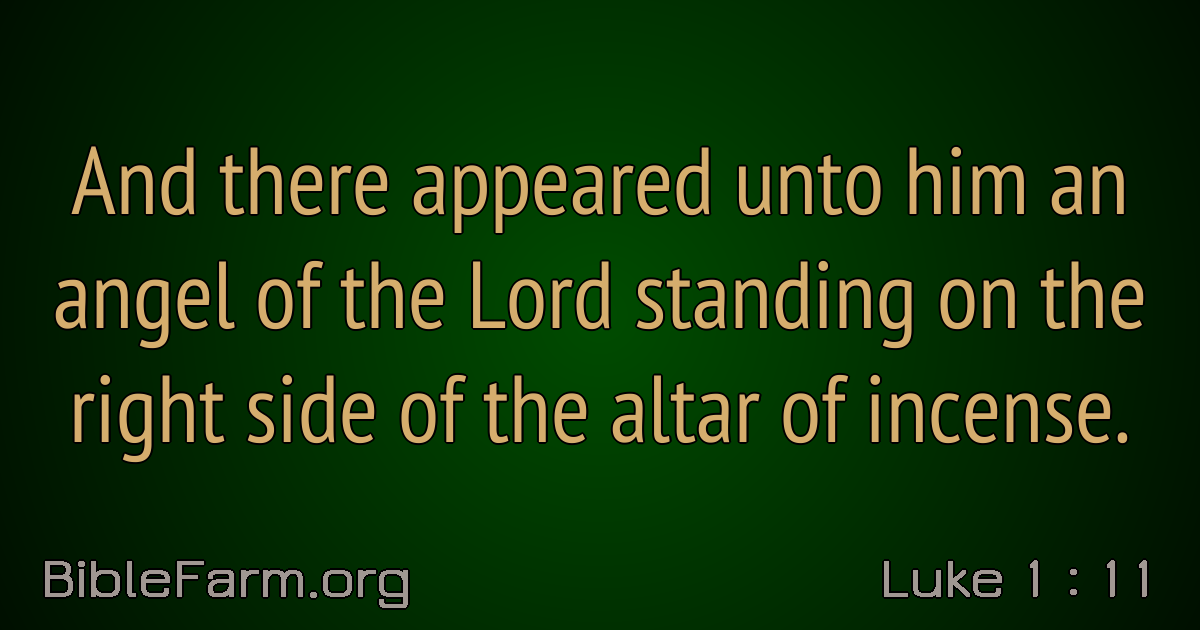 And there appeared unto him an
angel of the Lord standing on the
right side of the altar of incense.
BibleFarm.org
Luke 1 : 11